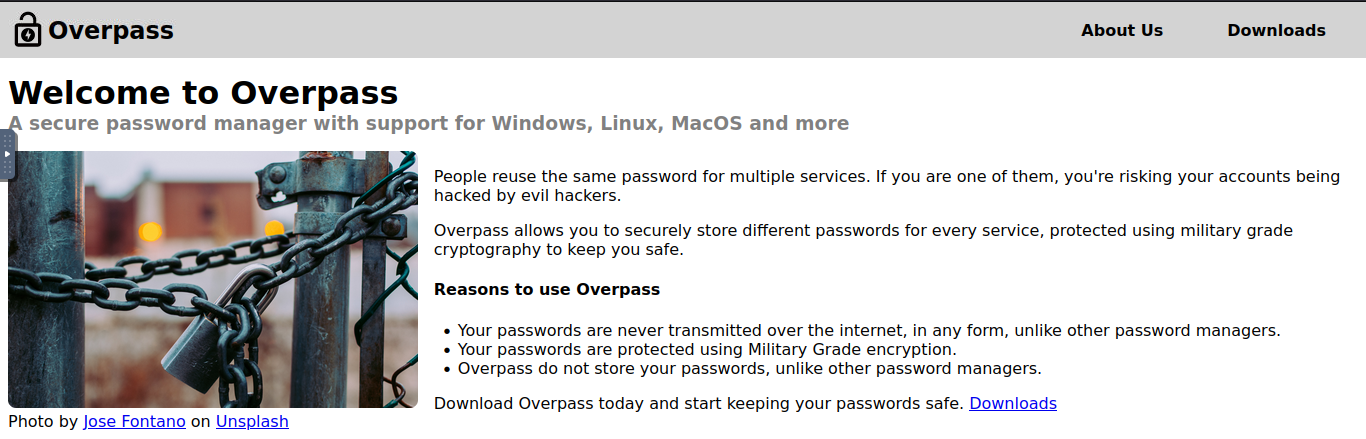 Overpass
About Us
Downloads
Welcome to Overpass
A secure password manager with support for Windows, Linux, MacOS and more
People reuse the same password for multiple services. If you are one of them, you're risking your accounts being
hacked by evil hackers.
Overpass allows you to securely store different passwords for every service, protected using military grade
cryptography to keep you safe.
Reasons to use Overpass
• Your passwords are never transmitted over the internet, in any form, unlike other password managers.
• Your passwords are protected using Military Grade encryption.
• Overpass do not store your passwords, unlike other password managers.
Download Overpass today and start keeping your passwords safe. Downloads
Photo by Jose Fontano on Unsplash